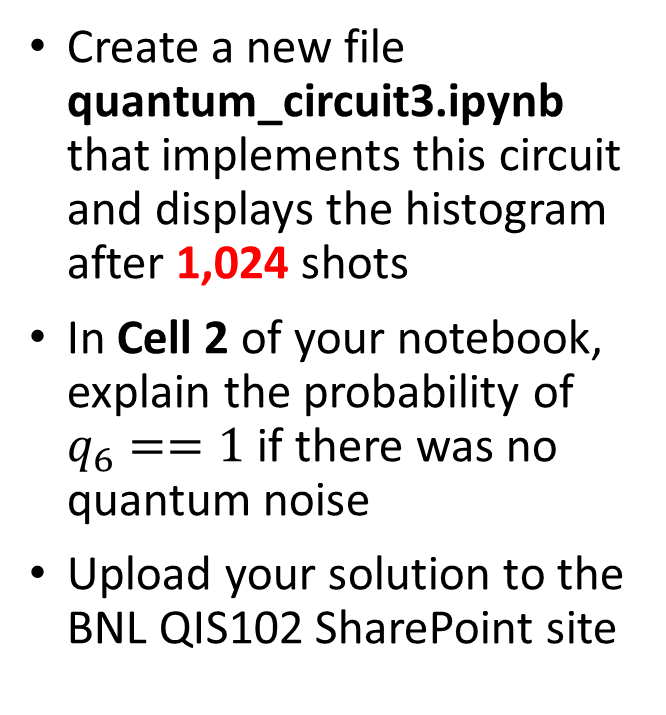 • Create a new file
quantum_circuit3.ipynb
that implements this circuit
and displays the histogram
after 1,024 shots
• In Cell 2 of your notebook,
explain the probability of
𝑞₆ == 1 if there was no
quantum noise
• Upload your solution to the
BNL QIS102 SharePoint site